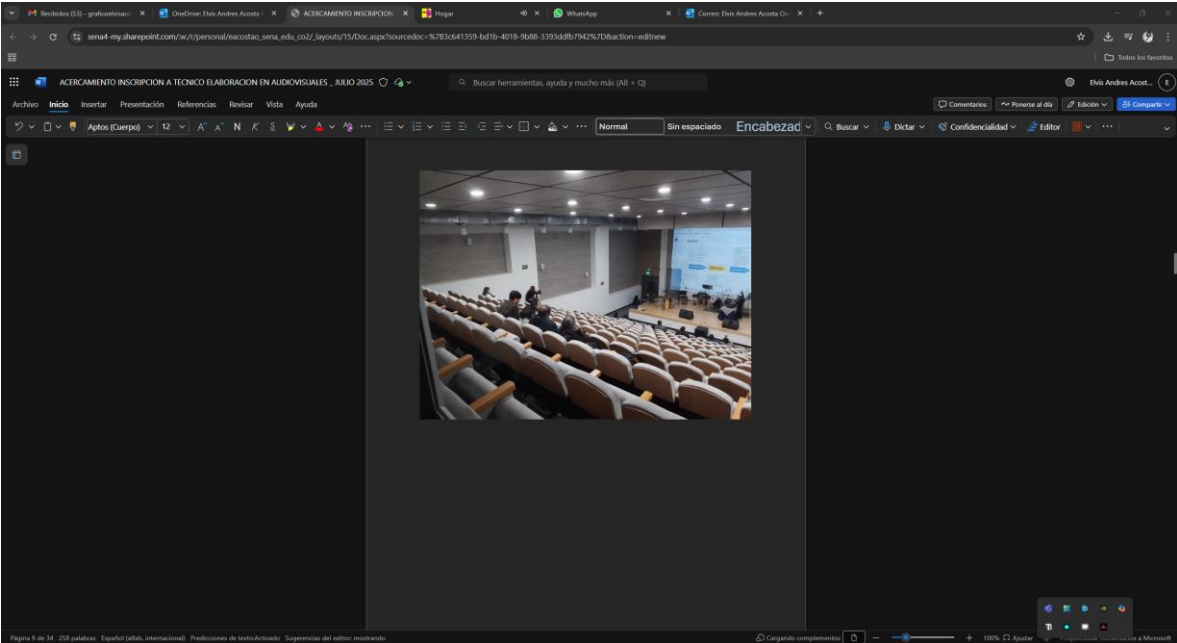 Recibidos (53) - graficoelviraco
OneDrive: Elvis Andres Acosta
ACERCAMIENTO INSCRIPCION
Hogar
WhatsApp
Correo: Elvis Andres Acosta Os
sena4-my.sharepoint.com/:w:/r/personal/eacostao_sena_edu_co2/_layouts/15/Doc.aspx?sourcedoc=%7B3c641359-bd1b-4018-9b88-3393ddfb7942%7D&action=editnew
Todos los favoritos
ACERCAMIENTO INSCRIPCION A TECNICO ELABORACION EN AUDIOVISUALES _ JULIO 2025
Buscar herramientas, ayuda y mucho más (Alt + Q)
Elvis Andres Acost... E
Archivo Inicio Insertar Presentación Referencias Revisar Vista Ayuda
Comentarios Ponerse al día Edición Compartir
Aptos (Cuerpo) 12 N K S Normal Sin espaciado Encabezad Buscar Dictar Confidencialidad Editor
Página 9 de 34 258 palabras Español (alfab. internacional) Predicciones de texto:Activado Sugerencias del editor: mostrando
Cargando complementos 100% Ajustar comentarios a Microsoft